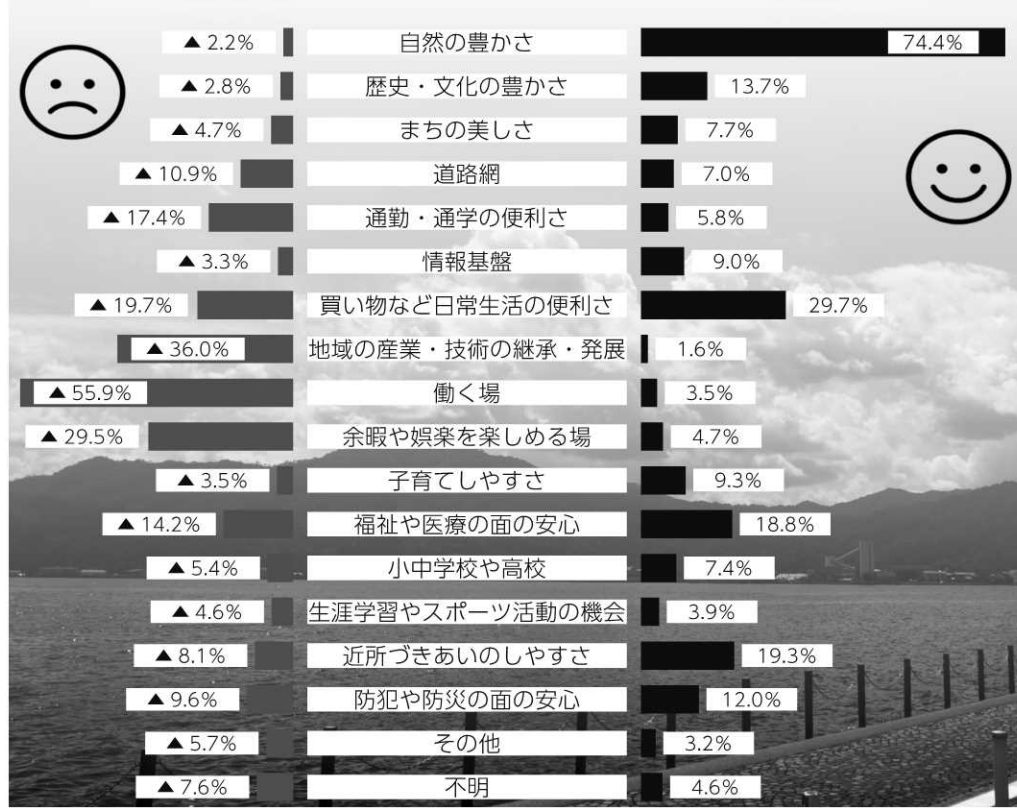 ▲ 2.2% 自然の豊かさ 74.4%
▲ 2.8% 歴史・文化の豊かさ 13.7%
▲ 4.7% まちの美しさ 7.7%
▲ 10.9% 道路網 7.0%
▲ 17.4% 通勤・通学の便利さ 5.8%
▲ 3.3% 情報基盤 9.0%
▲ 19.7% 買い物など日常生活の便利さ 29.7%
▲ 36.0% 地域の産業・技術の継承・発展 1.6%
▲ 55.9% 働く場 3.5%
▲ 29.5% 余暇や娯楽を楽しめる場 4.7%
▲ 3.5% 子育てしやすさ 9.3%
▲ 14.2% 福祉や医療の面の安心 18.8%
▲ 5.4% 小中学校や高校 7.4%
▲ 4.6% 生涯学習やスポーツ活動の機会 3.9%
▲ 8.1% 近所づきあいのしやすさ 19.3%
▲ 9.6% 防犯や防災の面の安心 12.0%
▲ 5.7% その他 3.2%
▲ 7.6% 不明 4.6%